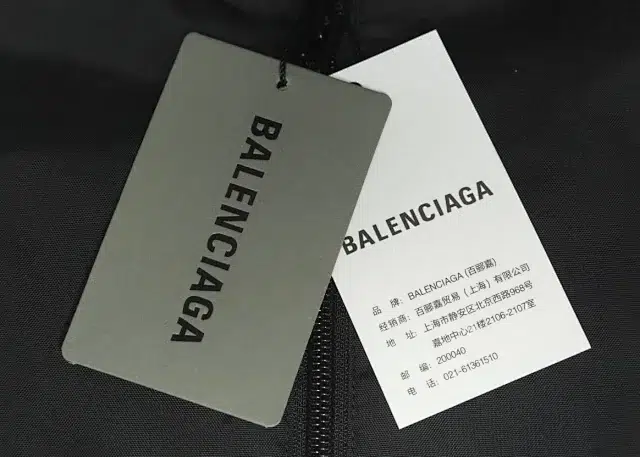 BALENCIAGA
BALENCIAGA
品 牌：BALENCIAGA (百郦嘉)
经销商：百郦嘉贸易（上海）有限公司
地 址：上海市静安区北京西路968号
嘉地中心21楼2106-2107室
邮 编：200040
电 话：021-61361510